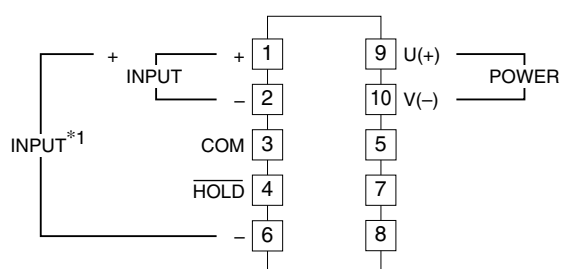 + + 1 9 U(+)
INPUT POWER
– 2 10 V(–)
INPUT*1 COM 3 5
HOLD 4 7
– 6 8